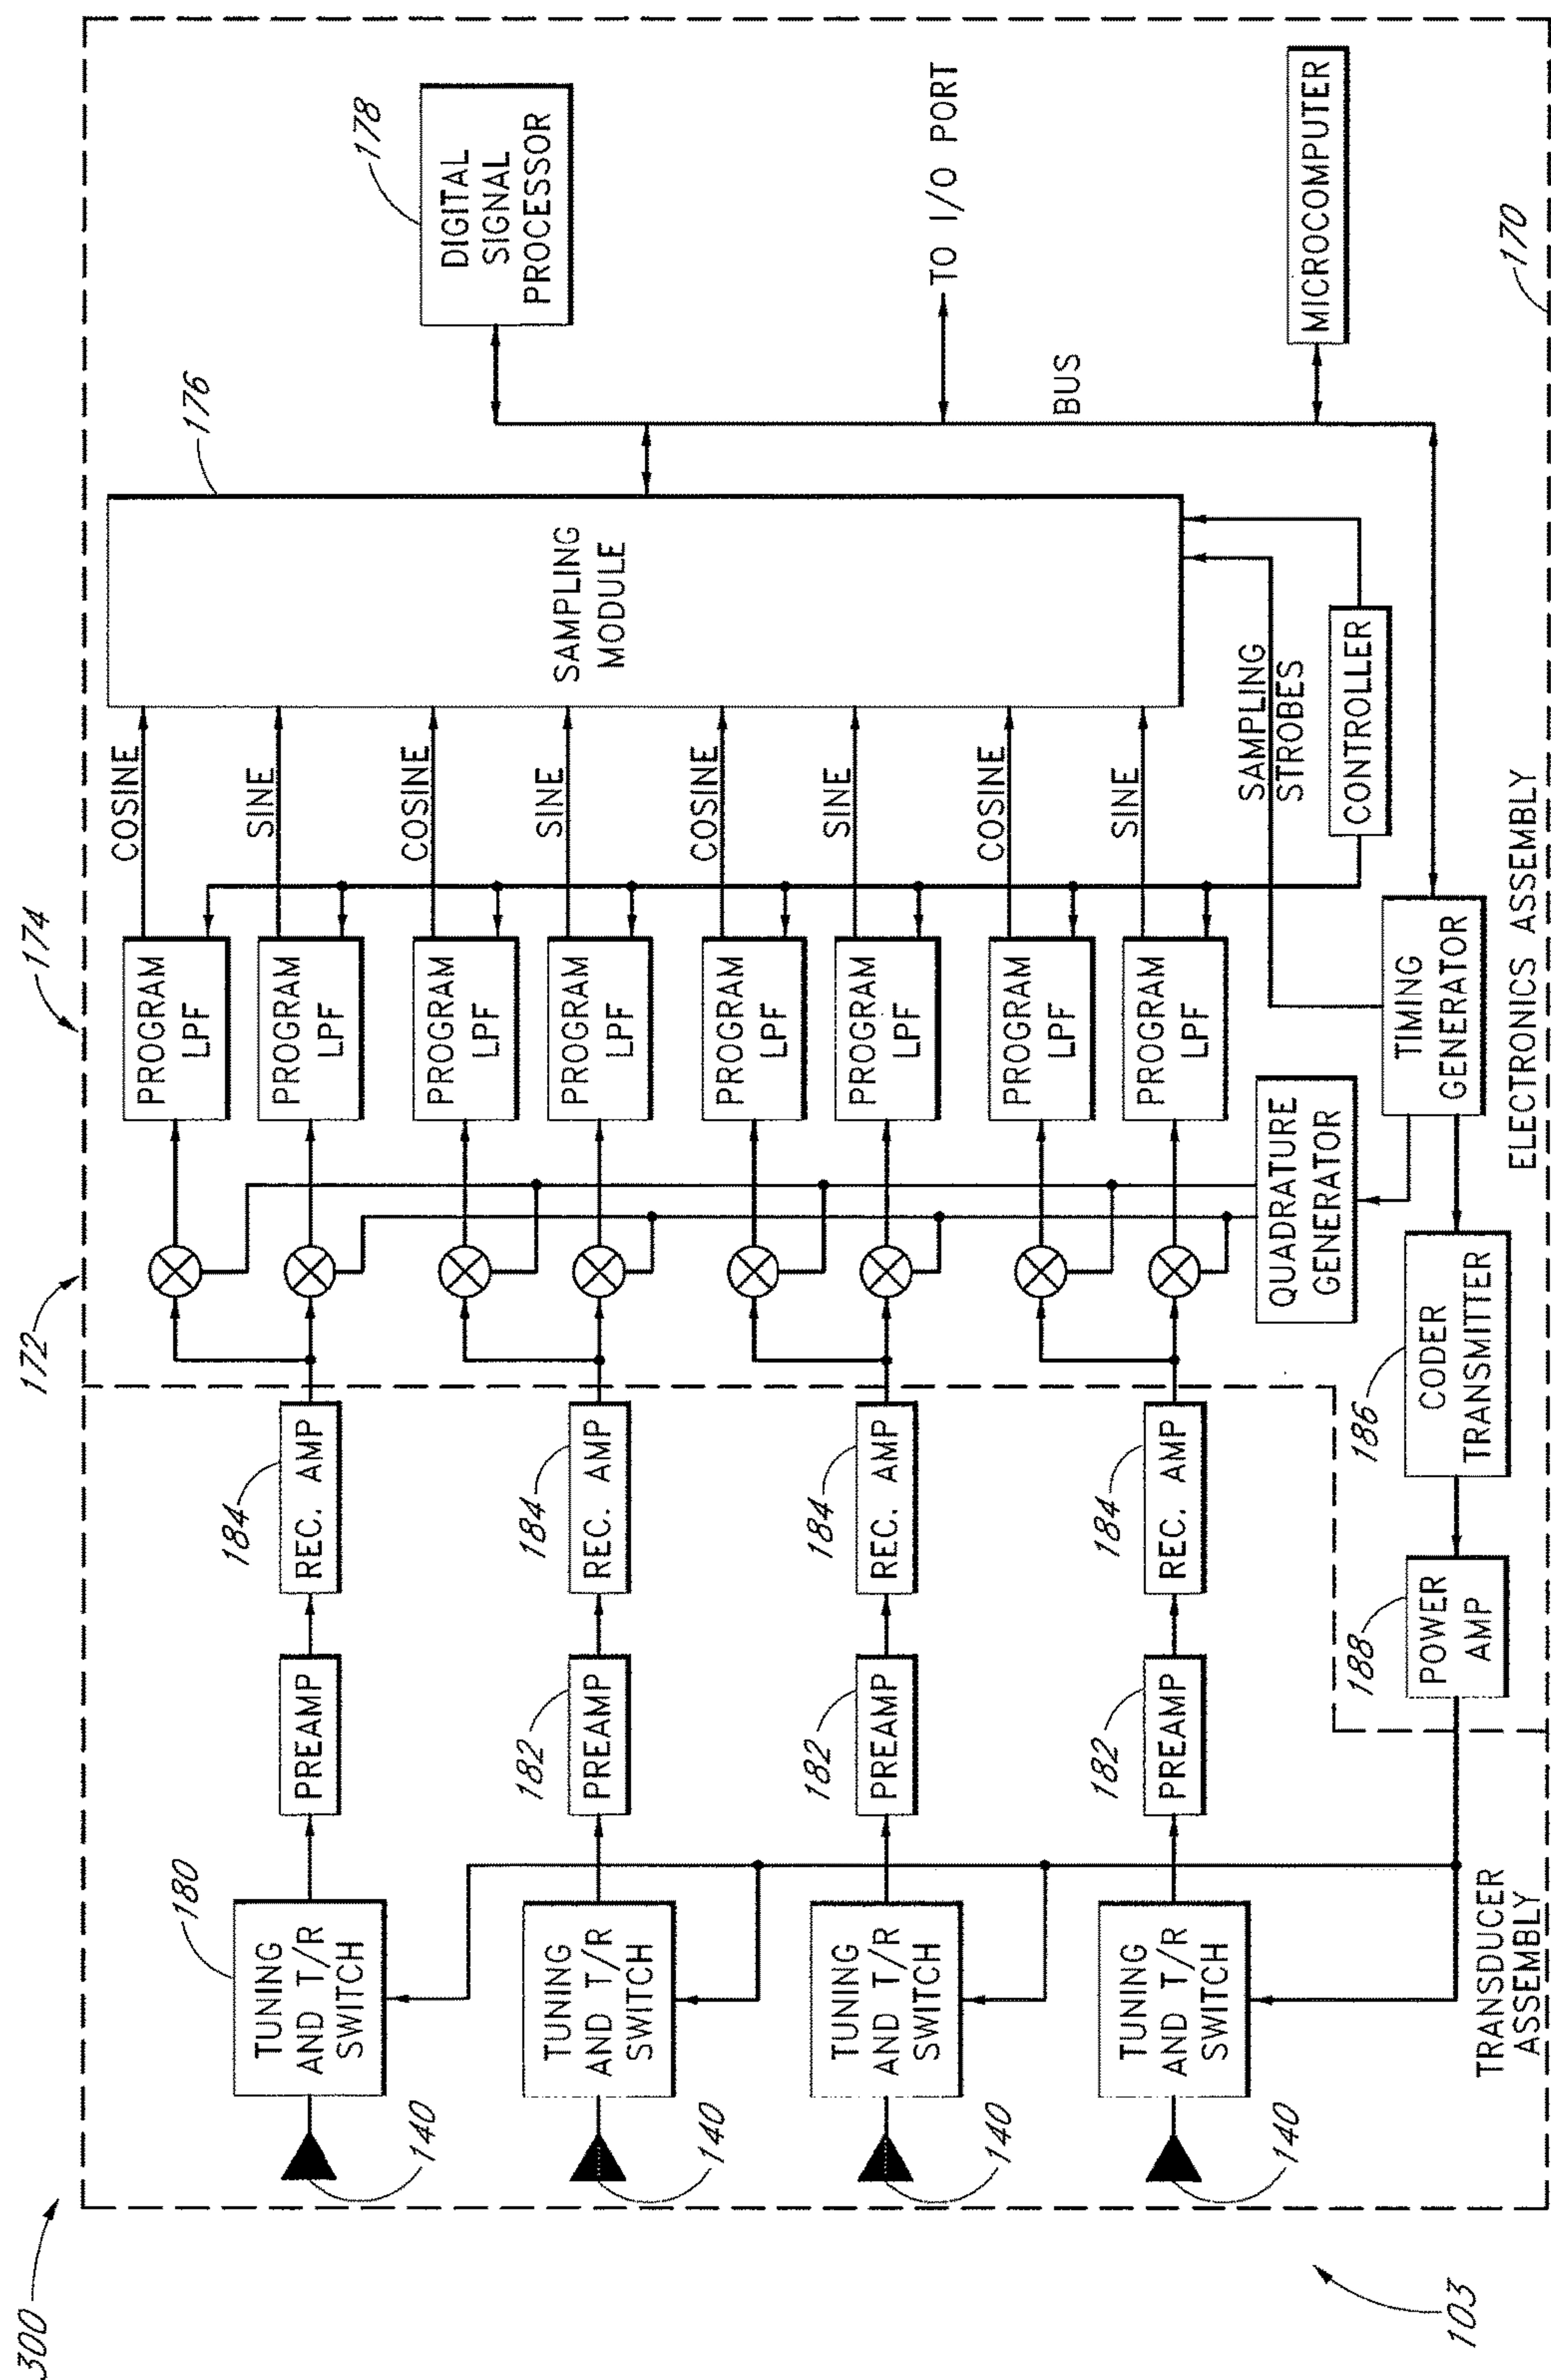 300
103
172
174
176
178
170
140
140
140
140
180
TUNING
AND T/R
SWITCH
TUNING
AND T/R
SWITCH
TUNING
AND T/R
SWITCH
TUNING
AND T/R
SWITCH
TRANSDUCER
ASSEMBLY
PREAMP
182
PREAMP
182
PREAMP
182
PREAMP
184
REC. AMP
184
REC. AMP
184
REC. AMP
184
REC. AMP
188
POWER
AMP
186
CODER
TRANSMITTER
QUADRATURE
GENERATOR
TIMING
GENERATOR
ELECTRONICS ASSEMBLY
PROGRAM
LPF
PROGRAM
LPF
PROGRAM
LPF
PROGRAM
LPF
PROGRAM
LPF
PROGRAM
LPF
PROGRAM
LPF
PROGRAM
LPF
COSINE
SINE
COSINE
SINE
COSINE
SINE
COSINE
SINE
SAMPLING
STROBES
CONTROLLER
SAMPLING
MODULE
BUS
DIGITAL
SIGNAL
PROCESSOR
TO I/O PORT
MICROCOMPUTER